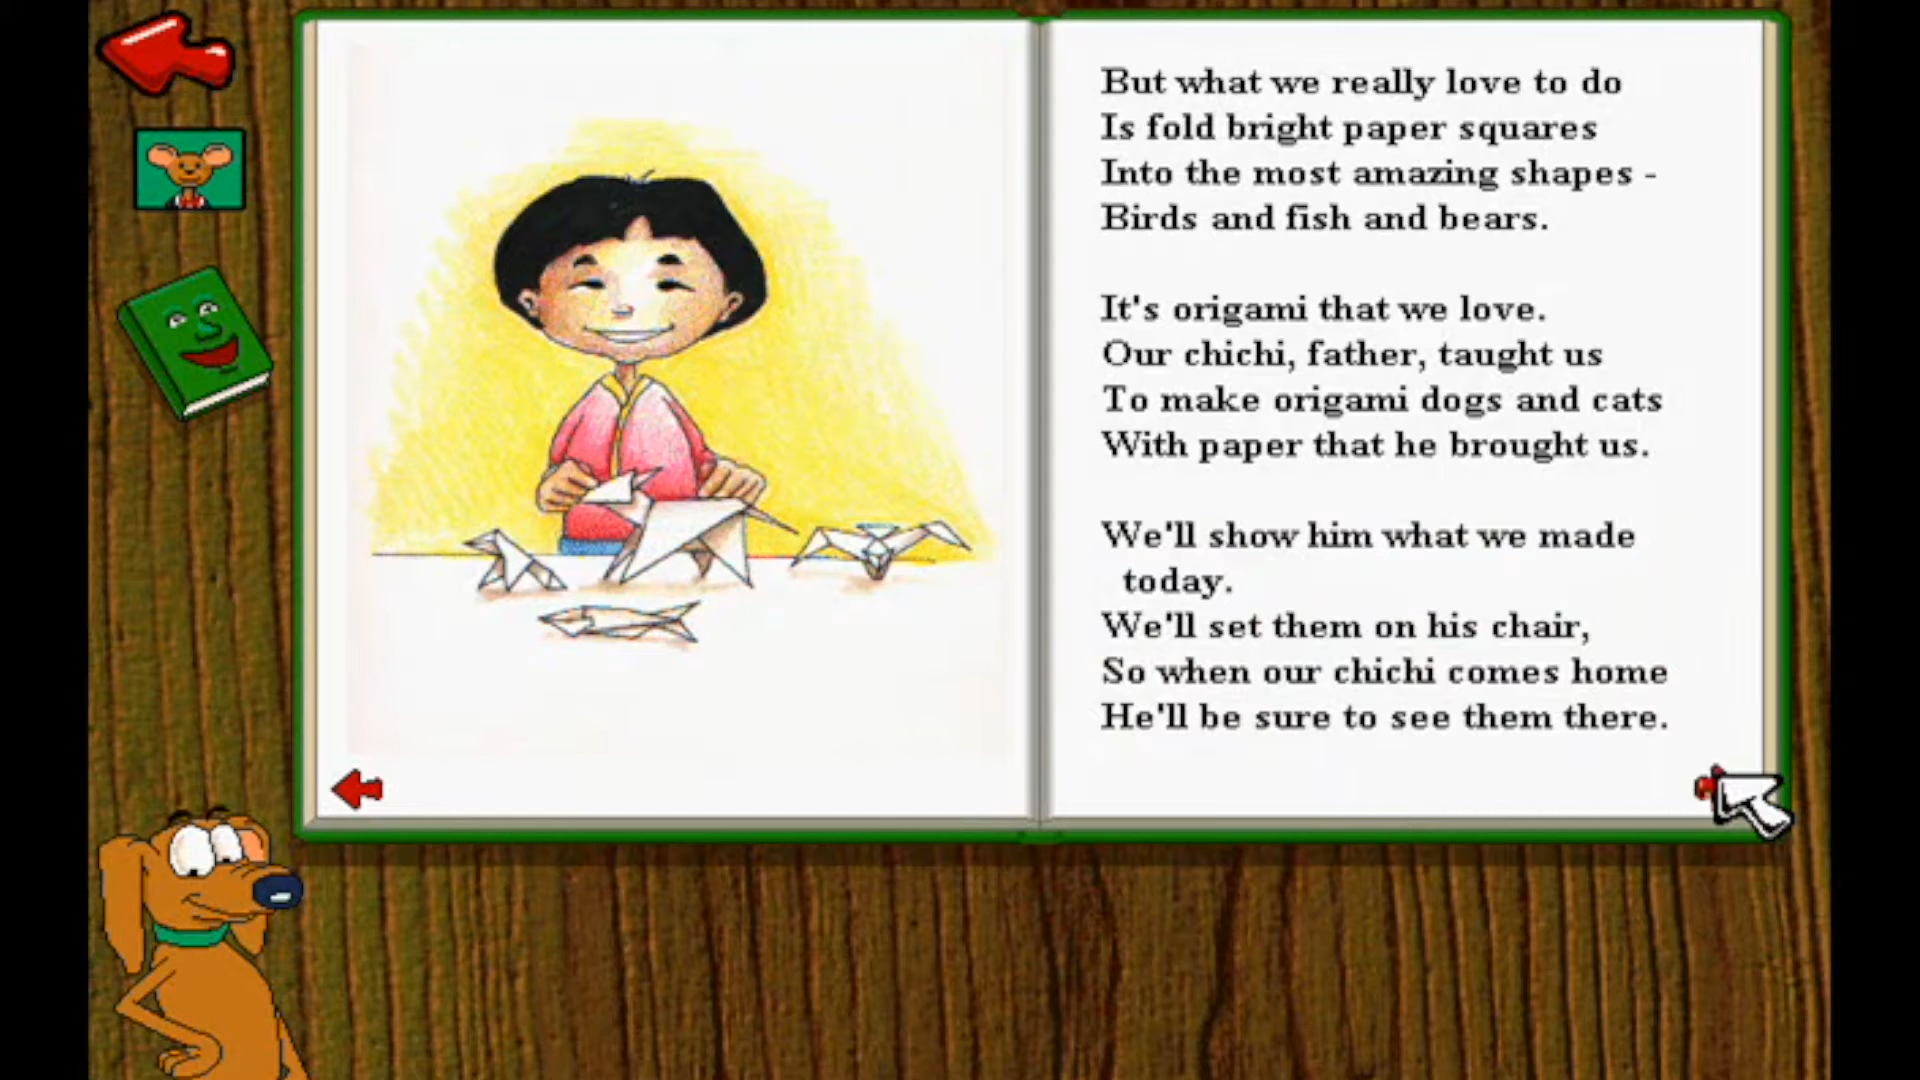 But what we really love to do
Is fold bright paper squares
Into the most amazing shapes -
Birds and fish and bears.
It's origami that we love.
Our chichi, father, taught us
To make origami dogs and cats
With paper that he brought us.
We'll show him what we made
today.
We'll set them on his chair,
So when our chichi comes home
He'll be sure to see them there.